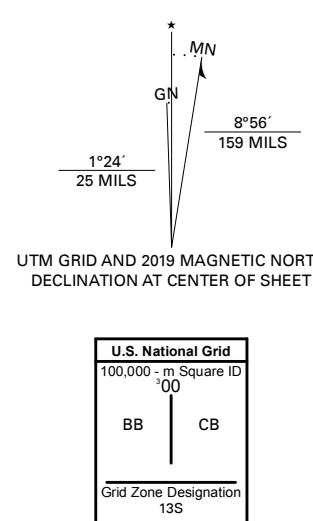 ★
MN
GN
8°56´
159 MILS
1°24´
25 MILS
UTM GRID AND 2019 MAGNETIC NORT
DECLINATION AT CENTER OF SHEET
U.S. National Grid
100,000 - m Square ID
³00
BB
CB
Grid Zone Designation
13S